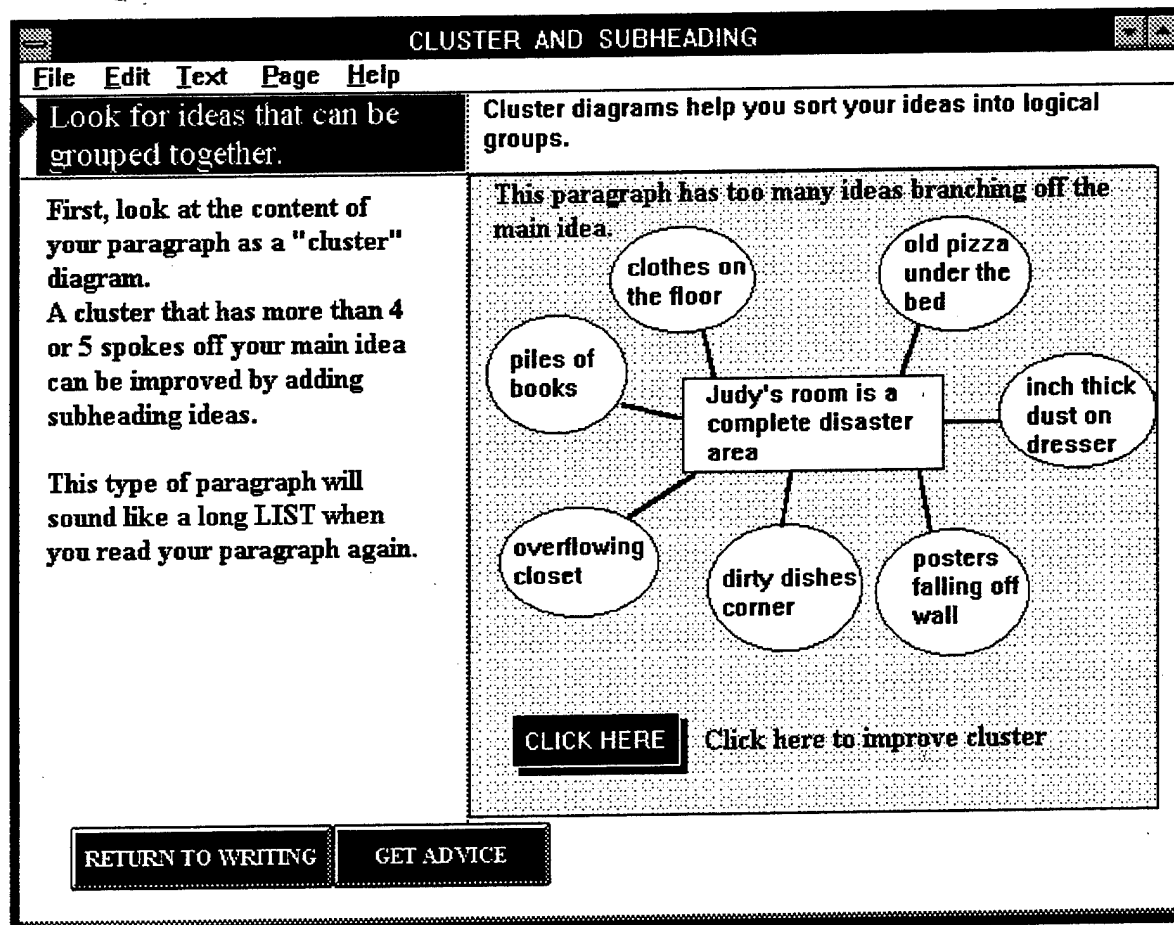 CLUSTER AND SUBHEADING
File Edit Text Page Help
Look for ideas that can be
grouped together.
Cluster diagrams help you sort your ideas into logical
groups.
First, look at the content of
your paragraph as a "cluster"
diagram.
A cluster that has more than 4
or 5 spokes off your main idea
can be improved by adding
subheading ideas.
This type of paragraph will
sound like a long LIST when
you read your paragraph again.
This paragraph has too many ideas branching off the
main idea.
clothes on
the floor
old pizza
under the
bed
piles of
books
Judy's room is a
complete disaster
area
inch thick
dust on
dresser
overflowing
closet
dirty dishes
corner
posters
falling off
wall
CLICK HERE
Click here to improve cluster
RETURN TO WRITING
GET ADVICE